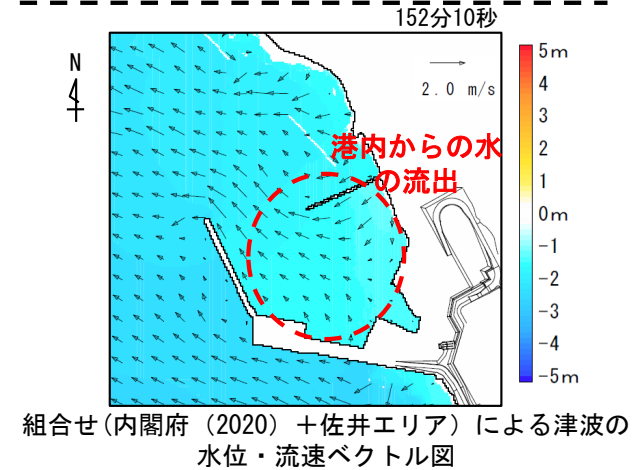 152分10秒
N
2.0 m/s
港内からの水
の流出
5m
4
3
2
1
0m
-1
-2
-3
-4
-5m
組合せ(内閣府（2020）＋佐井エリア）による津波の
水位・流速ベクトル図